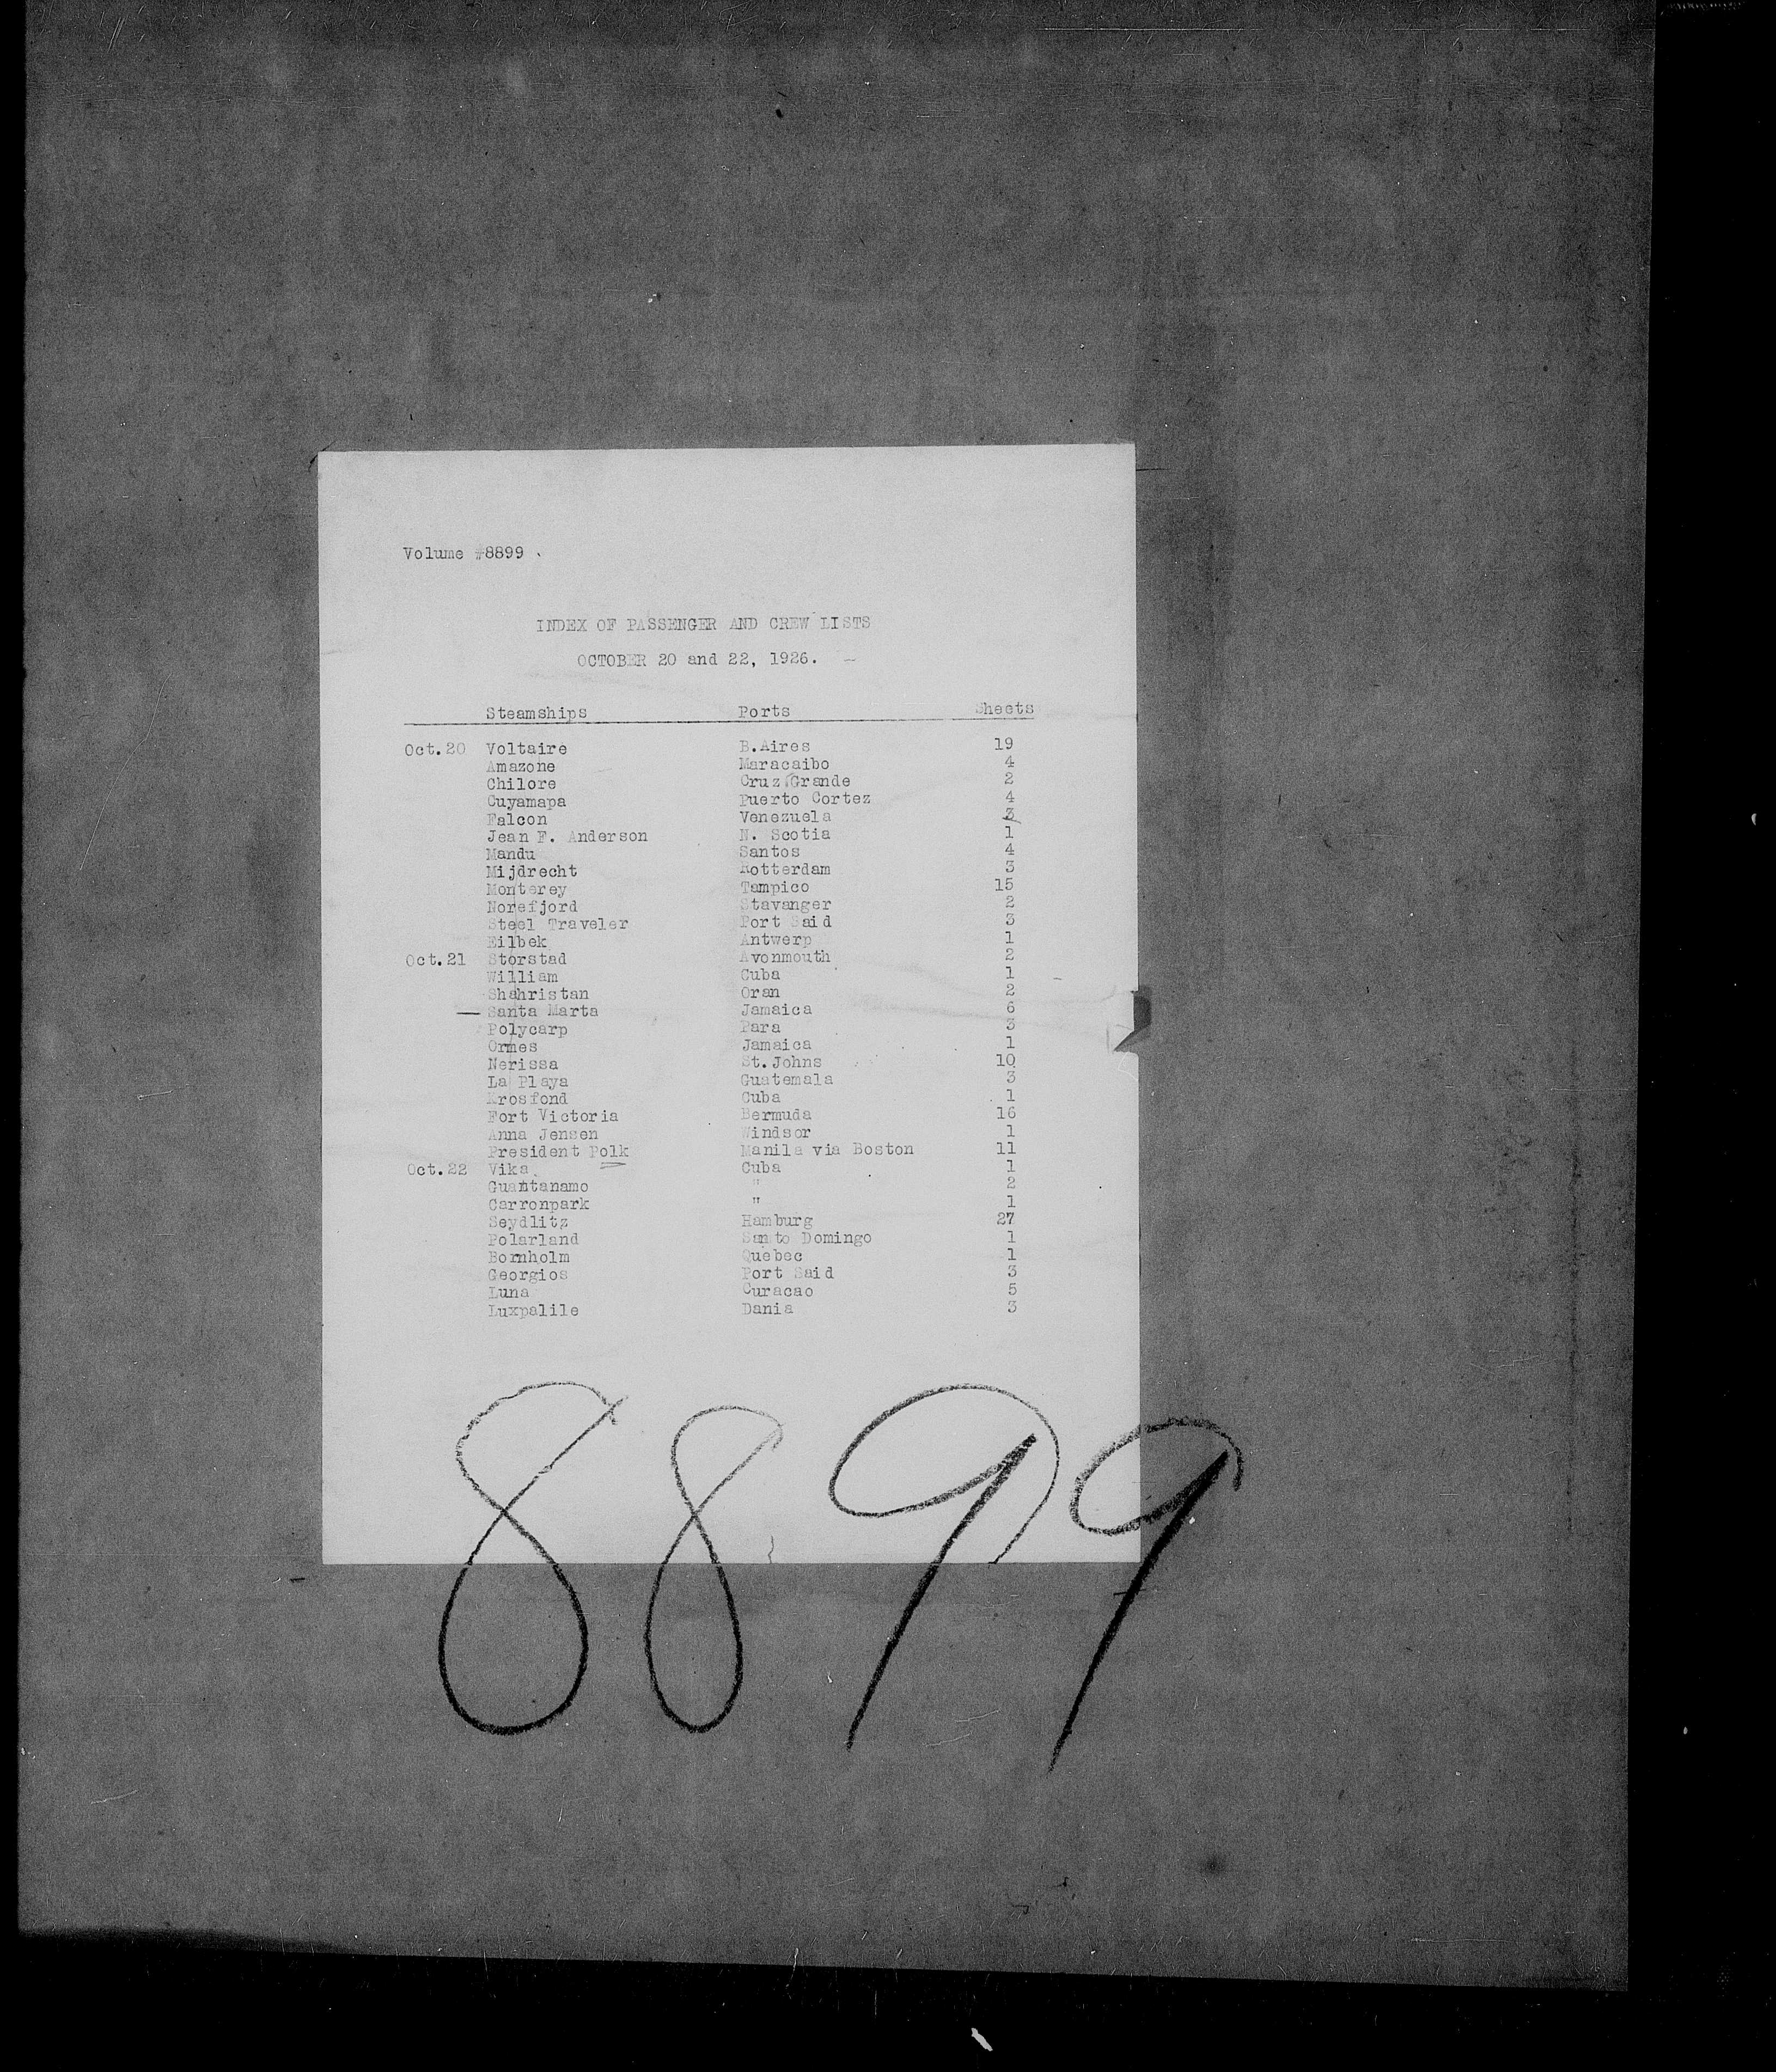 Volume #8899
INDEX OF PASSENGER AND CREW LISTS
OCTOBER 20 and 22, 1926.
Steamships Ports Sheets
Oct.20 Voltaire B.Aires 19
Amazone Maracaibo 4
Chilore Cruz Grande 2
Cuyamapa Puerto Cortez 4
Falcon Venezuela 3
Jean F. Anderson N. Scotia 1
Mandu Santos 4
Mijdrecht Rotterdam 3
Monterey Tampico 15
Norefjord Stavanger 2
Steel Traveler Port Said 3
Eilbek Antwerp 1
Oct.21 Storstad Avonmouth 2
William Cuba 1
Shahristan Oran 2
Santa Marta Jamaica 6
Polycarp Para 3
Ormes Jamaica 1
Nerissa St.Johns 10
La Playa Guatemala 3
Krosfond Cuba 1
Fort Victoria Bermuda 16
Anna Jensen Windsor 1
President Polk Manila via Boston 11
Oct.22 Vika Cuba 1
Guantanamo " 2
Carronpark " 1
Seydlitz Hamburg 27
Polarland Santo Domingo 1
Bornholm Quebec 1
Georgios Port Said 3
Luna Curacao 5
Luxpalile Dania 3
8899